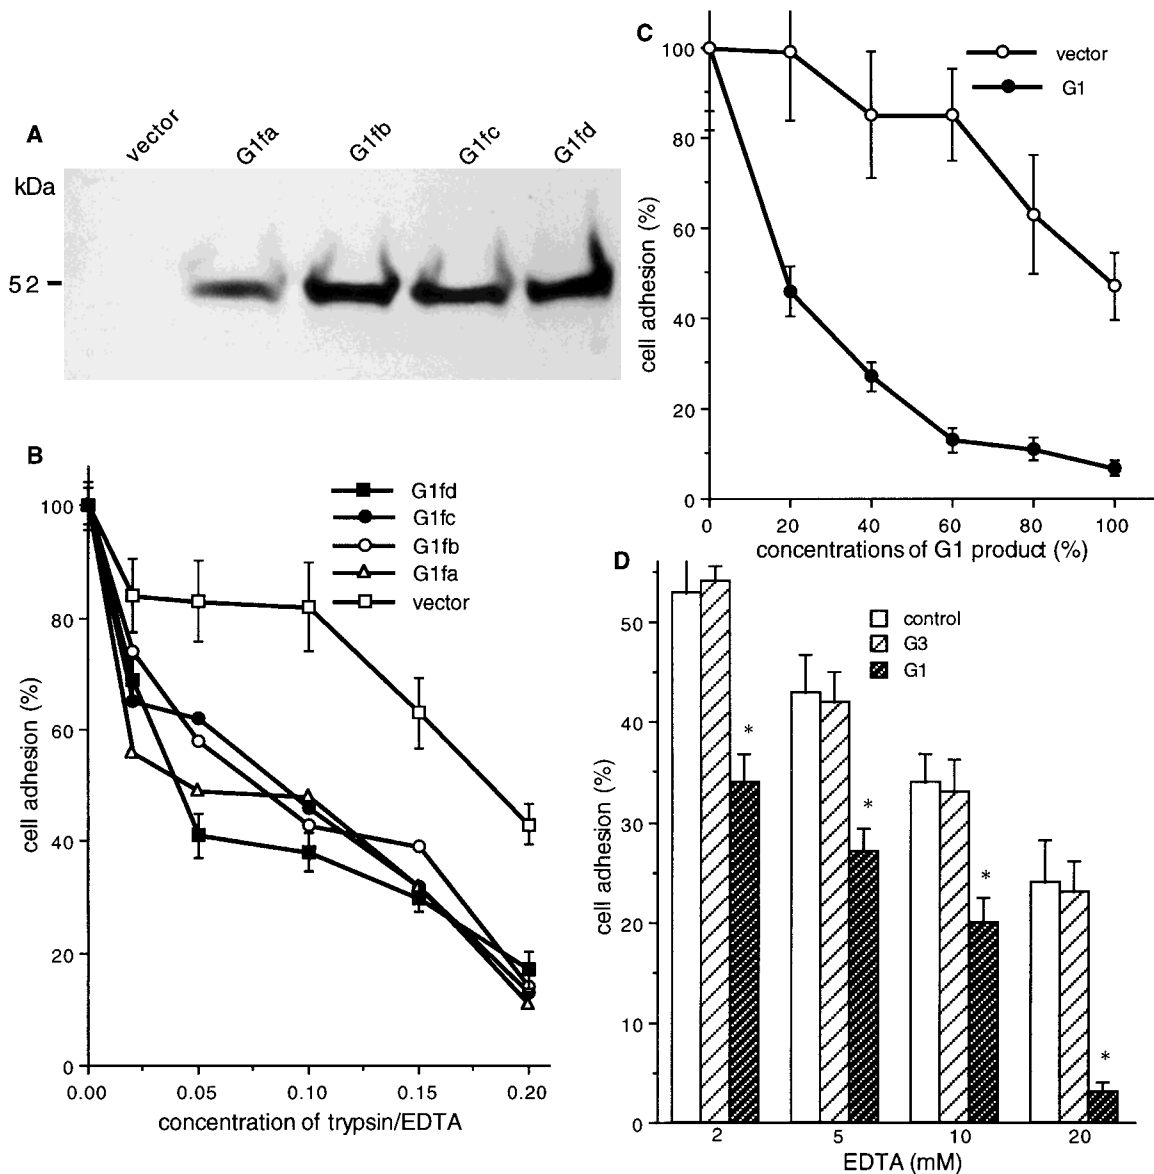 A
vector
G1fa
G1fb
G1fc
G1fd
kDa
52
B
G1fd
G1fc
G1fb
G1fa
vector
100
80
60
40
20
0
cell adhesion (%)
0.00 0.05 0.10 0.15 0.20
concentration of trypsin/EDTA
C
vector
G1
100
80
60
40
20
0
cell adhesion (%)
0 20 40 60 80 100
concentrations of G1 product (%)
D
control
G3
G1
50
40
30
20
10
0
cell adhesion (%)
*
*
*
*
2 5 10 20
EDTA (mM)